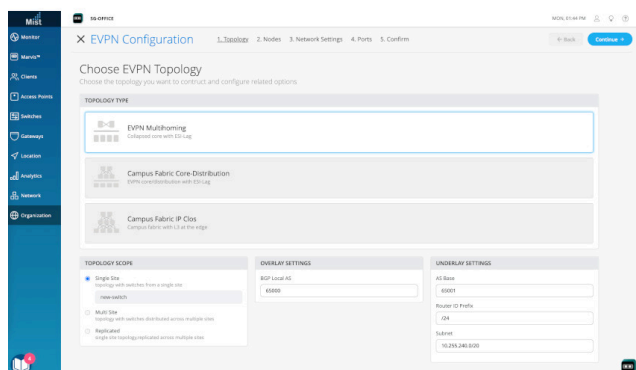 Mist
SG-OFFICE
MON, 01:44 PM
Monitor
Marvis™
Clients
Access Points
Switches
Gateways
Location
Analytics
Network
Organization
4
EVPN Configuration
1. Topology 2. Nodes 3. Network Settings 4. Ports 5. Confirm
Back
Continue
Choose EVPN Topology
Choose the topology you want to contruct and configure related options
TOPOLOGY TYPE
EVPN Multihoming
Collapsed core with ESI-Lag
Campus Fabric Core-Distribution
EVPN core/distribution with ESI-Lag
Campus Fabric IP Clos
Campus fabric with L3 at the edge
TOPOLOGY SCOPE
Single Site
topology with switches from a single site
Multi Site
topology with switches distributed across multiple sites
Replicated
single site topology replicated across multiple sites
OVERLAY SETTINGS
BGP Local AS
65000
UNDERLAY SETTINGS
AS Base
65001
Router ID Prefix
/24
Subnet
10.255.240.0/20